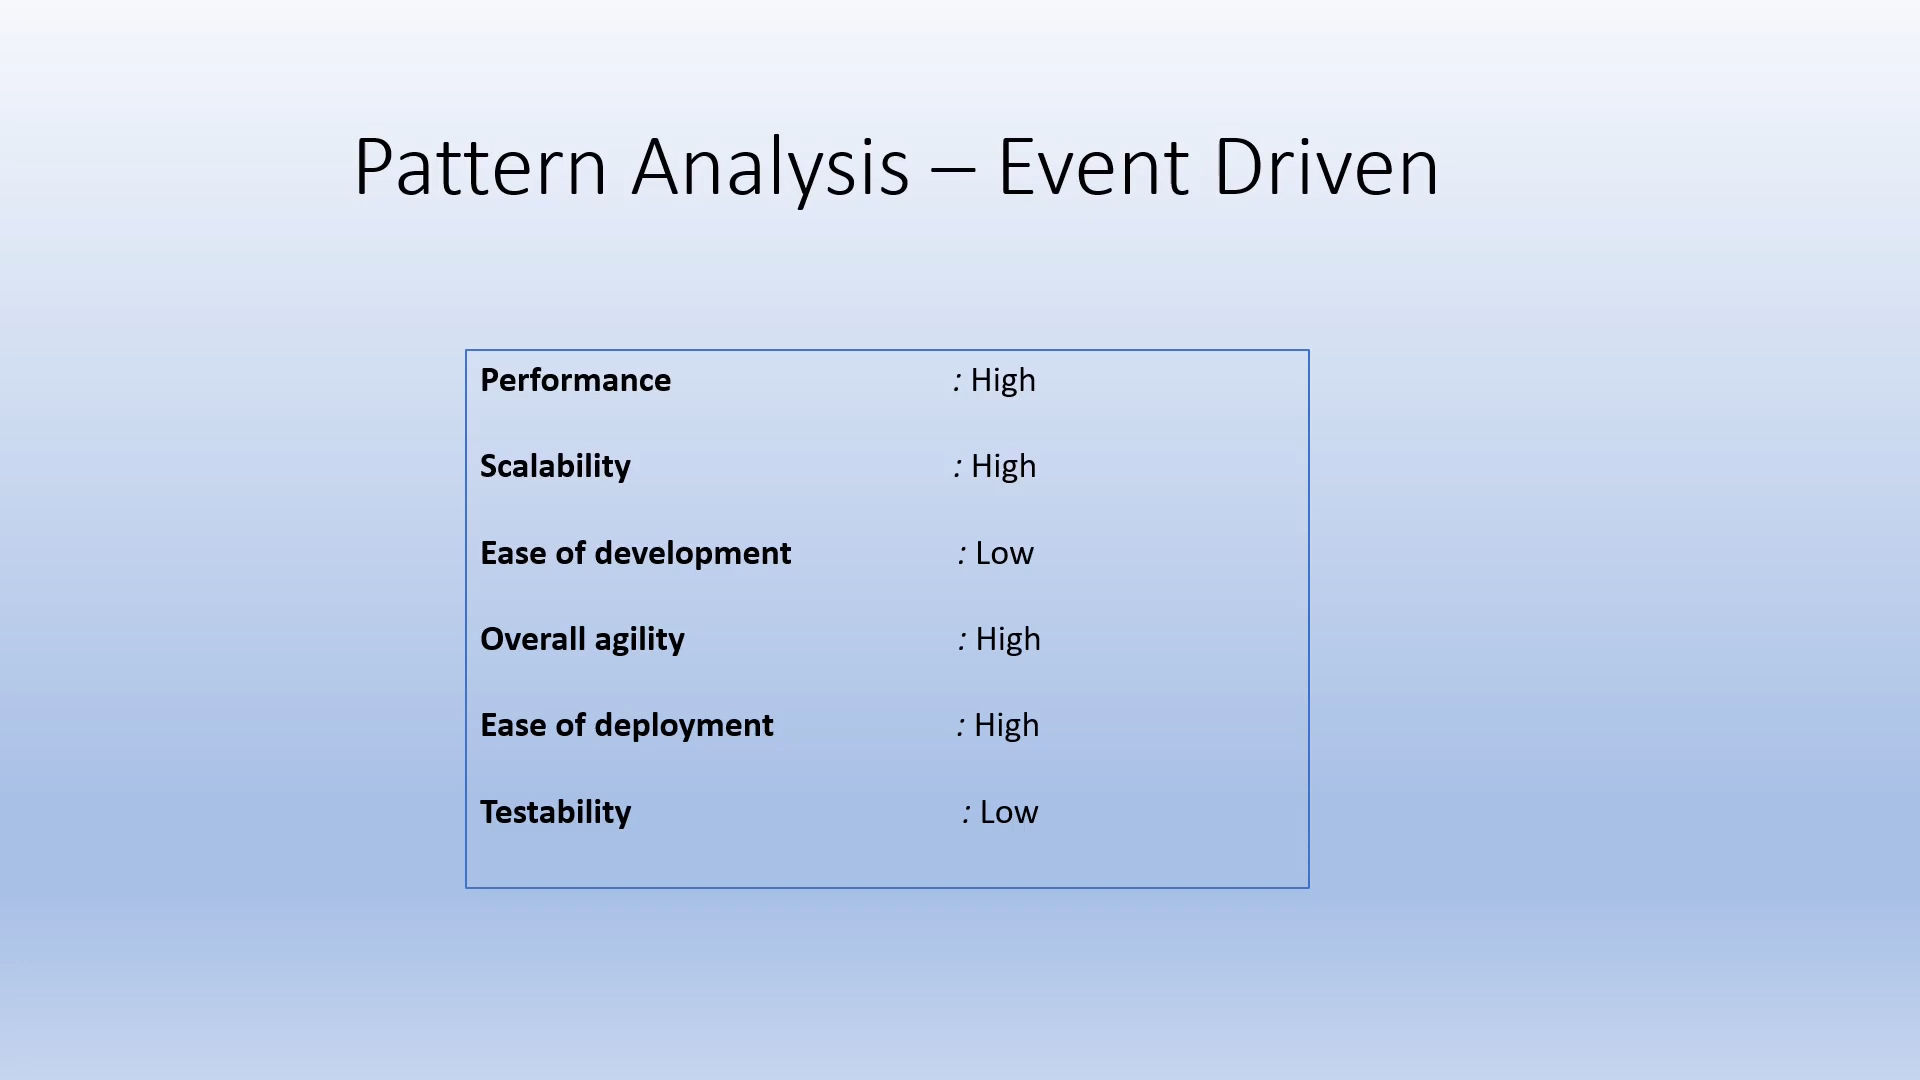 Pattern Analysis – Event Driven
Performance : High
Scalability : High
Ease of development : Low
Overall agility : High
Ease of deployment : High
Testability : Low